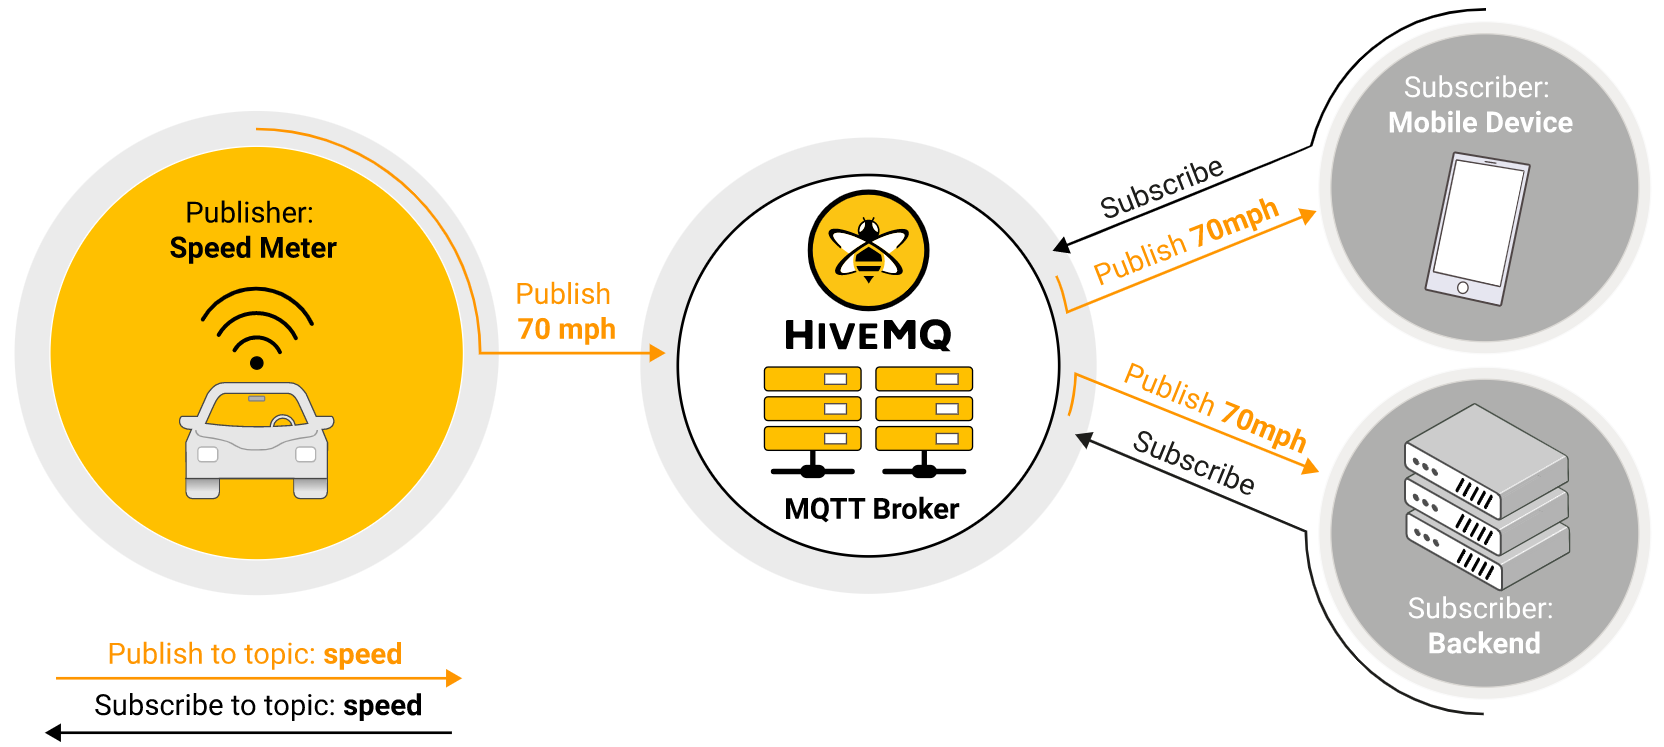 Publisher:
Speed Meter
Publish
70 mph
HIVEMQ
MQTT Broker
Subscribe
Publish 70mph
Publish 70mph
Subscribe
Subscriber:
Mobile Device
Subscriber:
Backend
Publish to topic: speed
Subscribe to topic: speed